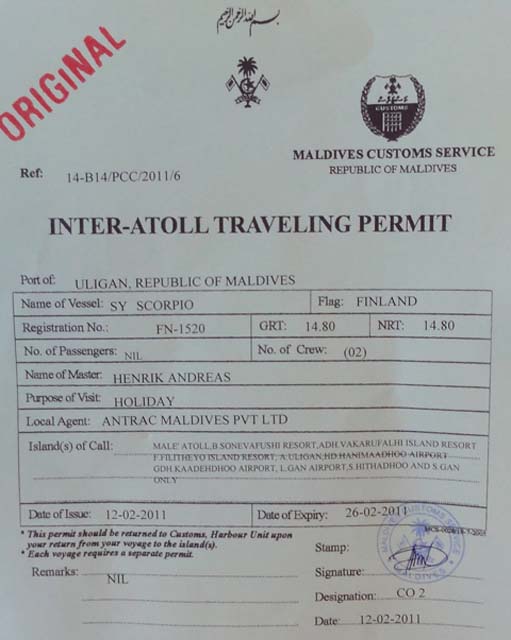 بسم الله الرحمن الرحيم
ORIGINAL
CUSTOMS
MALDIVES CUSTOMS SERVICE
REPUBLIC OF MALDIVES
Ref: 14-B14/PCC/2011/6
INTER-ATOLL TRAVELING PERMIT
Port of: ULIGAN, REPUBLIC OF MALDIVES
Name of Vessel: SY SCORPIO Flag: FINLAND
Registration No.: FN-1520 GRT: 14.80 NRT: 14.80
No. of Passengers: NIL No. of Crew: (02)
Name of Master: HENRIK ANDREAS
Purpose of Visit: HOLIDAY
Local Agent: ANTRAC MALDIVES PVT LTD
Island(s) of Call: MALE' ATOLL,B.SONEVAFUSHI RESORT,ADH.VAKARUFALHI ISLAND RESORT
F.FILITHEYO ISLAND RESORT, A.ULIGAN,HD.HANIMAADHOO AIRPORT
GDH.KAADEHDHOO AIRPORT, L.GAN AIRPORT,S.HITHADHOO AND S.GAN
ONLY
Date of Issue: 12-02-2011 Date of Expiry: 26-02-2011
* This permit should be returned to Customs, Harbour Unit upon
your return from your voyage to the island(s).
* Each voyage requires a separate permit.
Stamp:
MALDIVES CUSTOMS SERVICE
MALDIVES
Remarks: NIL
Signature:
Designation: CO 2
Date: 12-02-2011